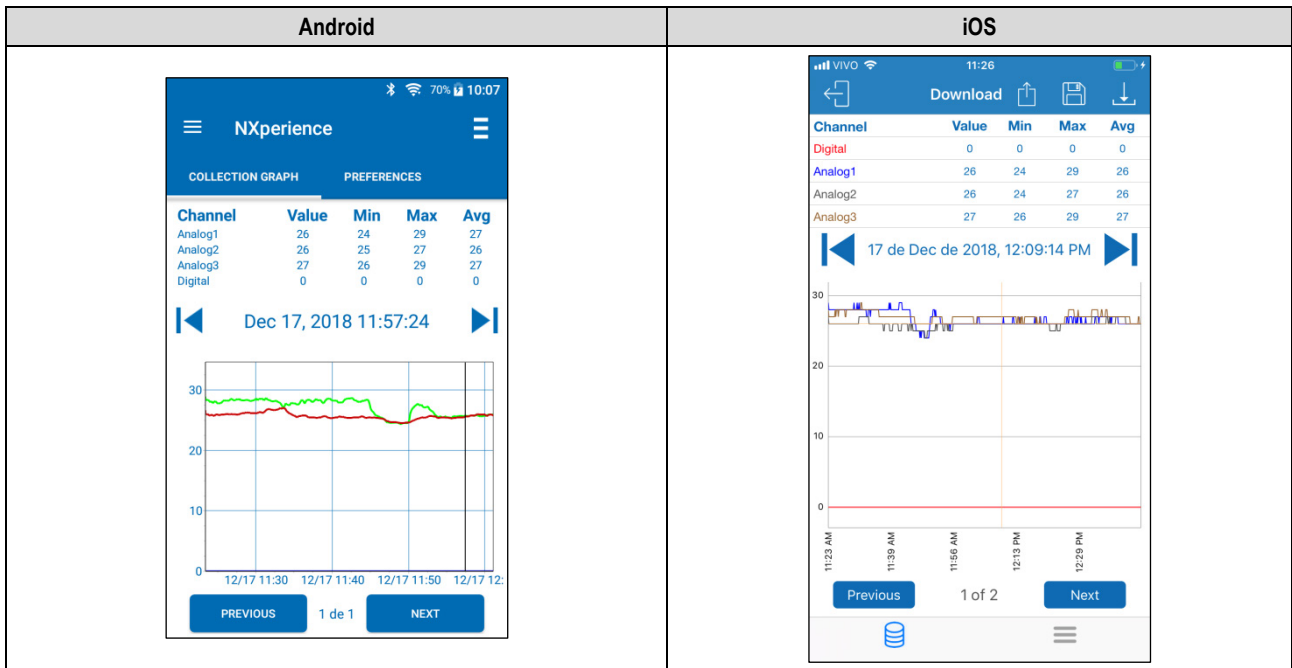 Android
iOS
70% 10:07
NXperience
COLLECTION GRAPH PREFERENCES
Channel Value Min Max Avg
Analog1 26 24 29 27
Analog2 26 25 27 26
Analog3 27 26 29 27
Digital 0 0 0 0
Dec 17, 2018 11:57:24
30
20
10
0
12/17 11:30 12/17 11:40 12/17 11:50 12/17 12:
PREVIOUS 1 de 1 NEXT
VIVO 11:26
Download
Channel Value Min Max Avg
Digital 0 0 0 0
Analog1 26 24 29 26
Analog2 26 24 27 26
Analog3 27 26 29 27
17 de Dec de 2018, 12:09:14 PM
30
20
10
0
11:23 AM 11:39 AM 11:56 AM 12:13 PM 12:29 PM
Previous 1 of 2 Next